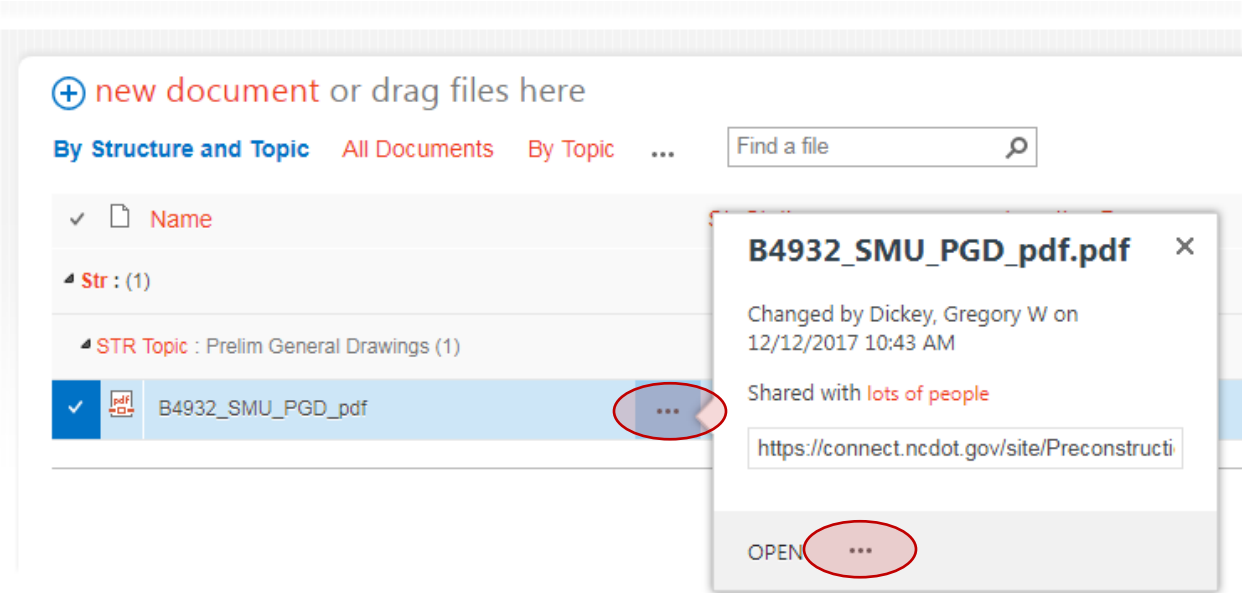 new document or drag files here
By Structure and Topic All Documents By Topic ... Find a file
Name
Str : (1)
STR Topic : Prelim General Drawings (1)
pdf B4932_SMU_PGD_pdf ...
B4932_SMU_PGD_pdf.pdf
Changed by Dickey, Gregory W on
12/12/2017 10:43 AM
Shared with lots of people
https://connect.ncdot.gov/site/Preconstructi
OPEN ...